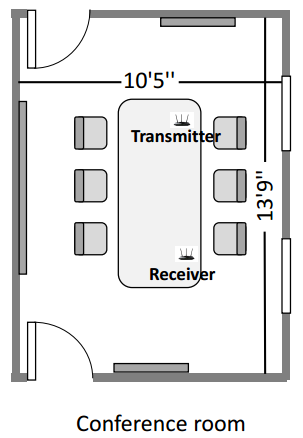 10'5''
Transmitter
13'9''
Receiver
Conference room